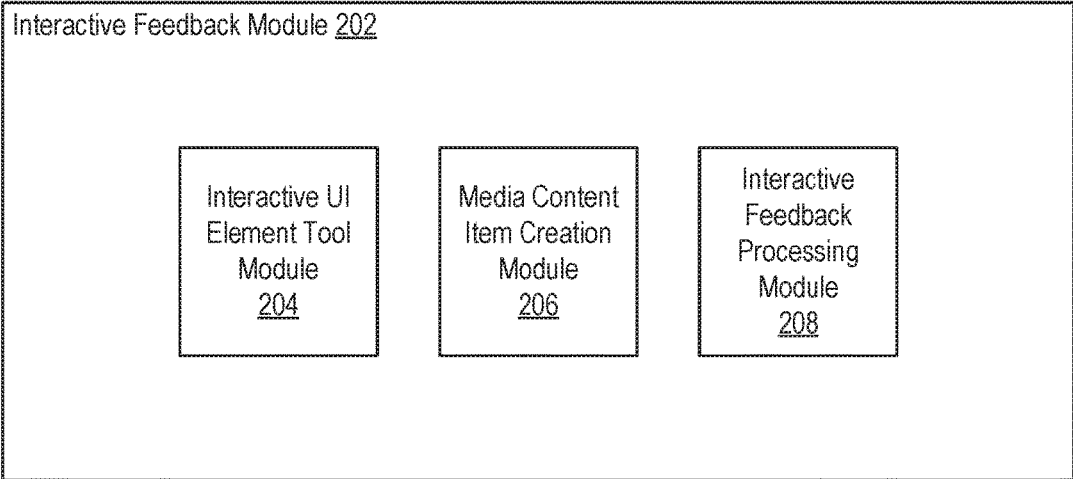 Interactive Feedback Module 202
Interactive UI
Element Tool
Module
204
Media Content
Item Creation
Module
206
Interactive
Feedback
Processing
Module
208